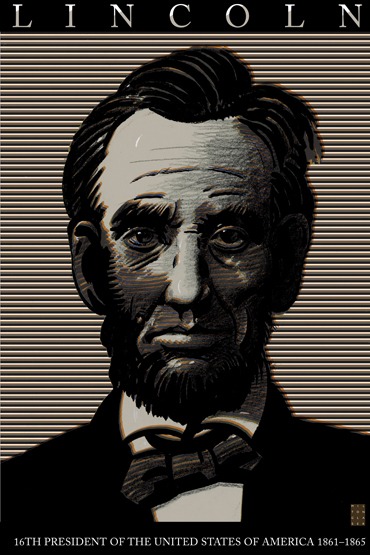 LINCOLN
16TH PRESIDENT OF THE UNITED STATES OF AMERICA 1861–1865